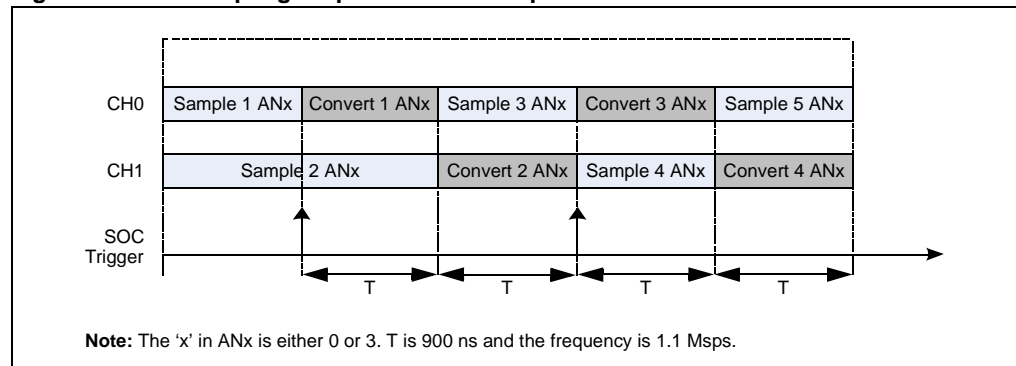 CH0 Sample 1 ANx Convert 1 ANx Sample 3 ANx Convert 3 ANx Sample 5 ANx
CH1 Sample 2 ANx Convert 2 ANx Sample 4 ANx Convert 4 ANx
SOC
Trigger
T T T T
Note: The ‘x’ in ANx is either 0 or 3. T is 900 ns and the frequency is 1.1 Msps.